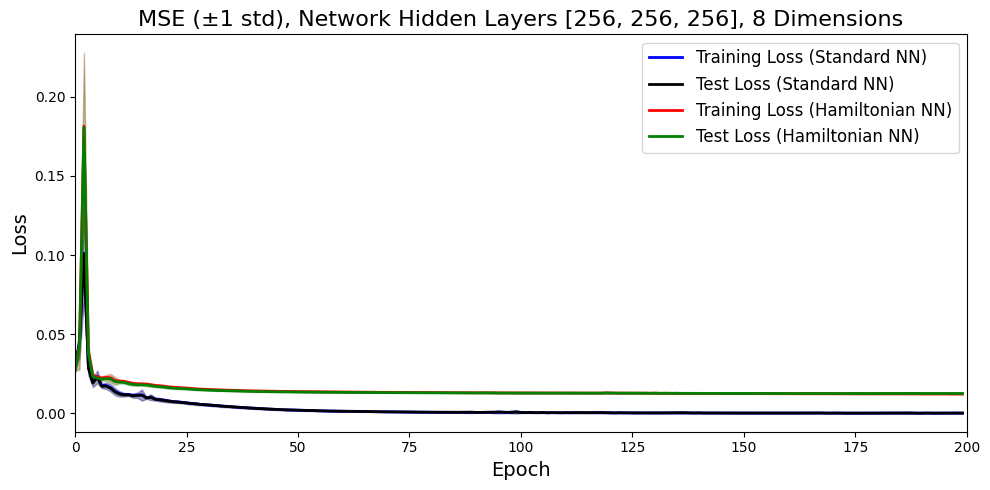 MSE (±1 std), Network Hidden Layers [256, 256, 256], 8 Dimensions
Training Loss (Standard NN)
Test Loss (Standard NN)
Training Loss (Hamiltonian NN)
Test Loss (Hamiltonian NN)
Loss
0.20
0.15
0.10
0.05
0.00
0 25 50 75 100 125 150 175 200
Epoch